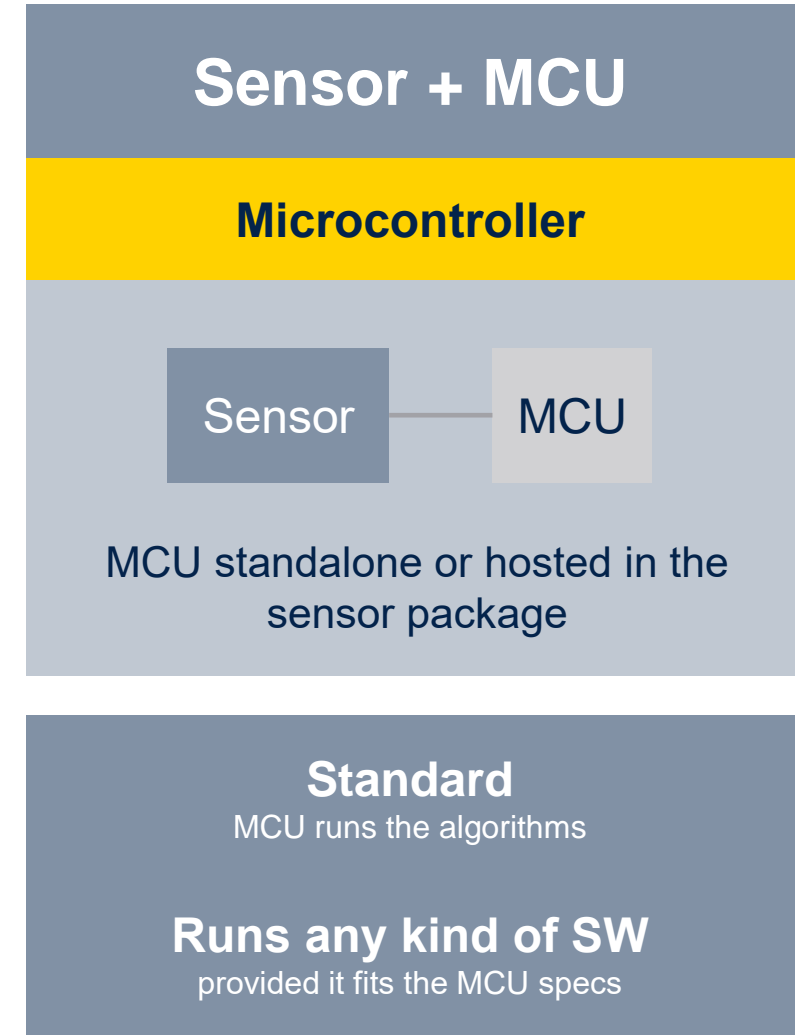 Sensor + MCU
Microcontroller
Sensor
MCU
MCU standalone or hosted in the
sensor package
Standard
MCU runs the algorithms
Runs any kind of SW
provided it fits the MCU specs